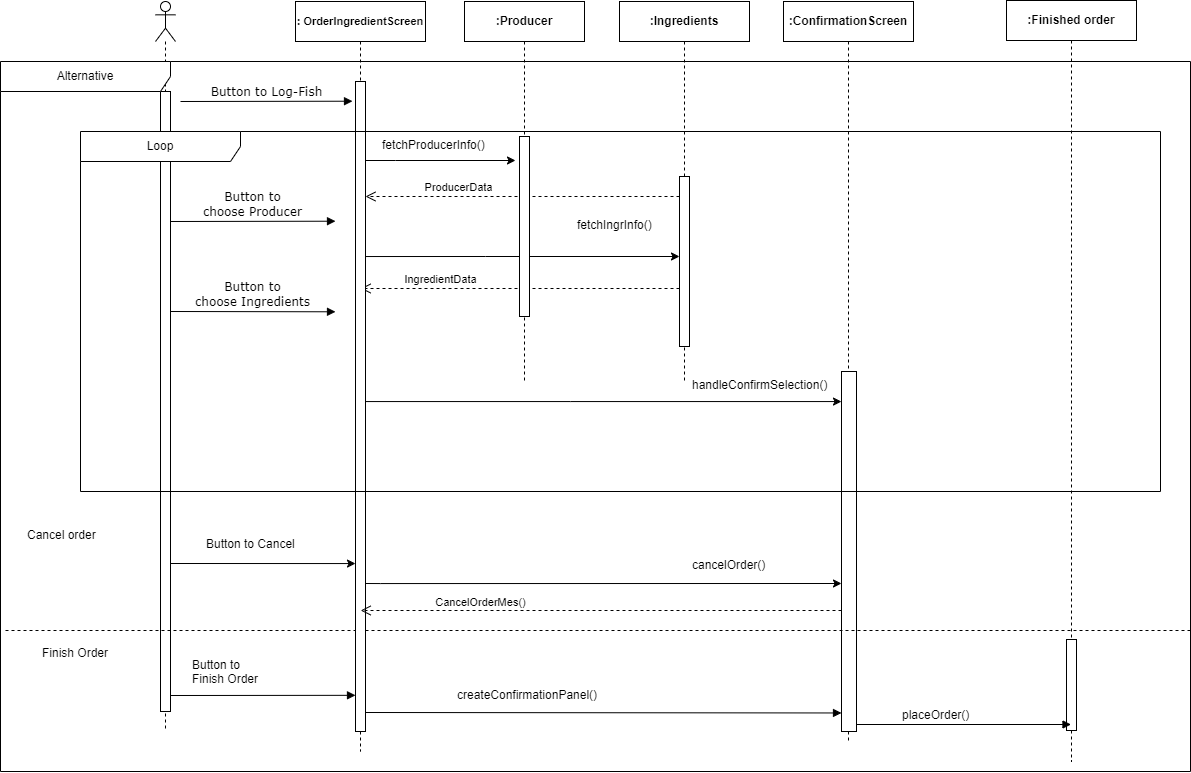 : OrderIngredientScreen
:Producer
:Ingredients
:ConfirmationScreen
:Finished order
Alternative
Button to Log-Fish
Loop
fetchProducerInfo()
ProducerData
Button to
choose Producer
fetchIngrInfo()
IngredientData
Button to
choose Ingredients
handleConfirmSelection()
Cancel order
Button to Cancel
cancelOrder()
CancelOrderMes()
Finish Order
Button to
Finish Order
createConfirmationPanel()
placeOrder()